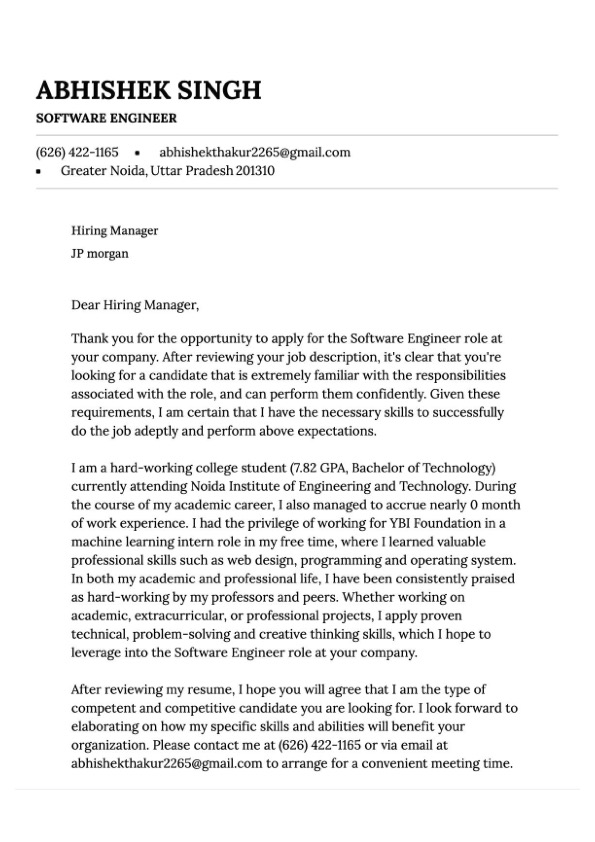 ABHISHEK SINGH
SOFTWARE ENGINEER
(626) 422-1165 ▪ abhishekthakur2265@gmail.com
▪ Greater Noida, Uttar Pradesh 201310
Hiring Manager
JP morgan
Dear Hiring Manager,
Thank you for the opportunity to apply for the Software Engineer role at
your company. After reviewing your job description, it's clear that you're
looking for a candidate that is extremely familiar with the responsibilities
associated with the role, and can perform them confidently. Given these
requirements, I am certain that I have the necessary skills to successfully
do the job adeptly and perform above expectations.
I am a hard-working college student (7.82 GPA, Bachelor of Technology)
currently attending Noida Institute of Engineering and Technology. During
the course of my academic career, I also managed to accrue nearly 0 month
of work experience. I had the privilege of working for YBI Foundation in a
machine learning intern role in my free time, where I learned valuable
professional skills such as web design, programming and operating system.
In both my academic and professional life, I have been consistently praised
as hard-working by my professors and peers. Whether working on
academic, extracurricular, or professional projects, I apply proven
technical, problem-solving and creative thinking skills, which I hope to
leverage into the Software Engineer role at your company.
After reviewing my resume, I hope you will agree that I am the type of
competent and competitive candidate you are looking for. I look forward to
elaborating on how my specific skills and abilities will benefit your
organization. Please contact me at (626) 422-1165 or via email at
abhishekthakur2265@gmail.com to arrange for a convenient meeting time.